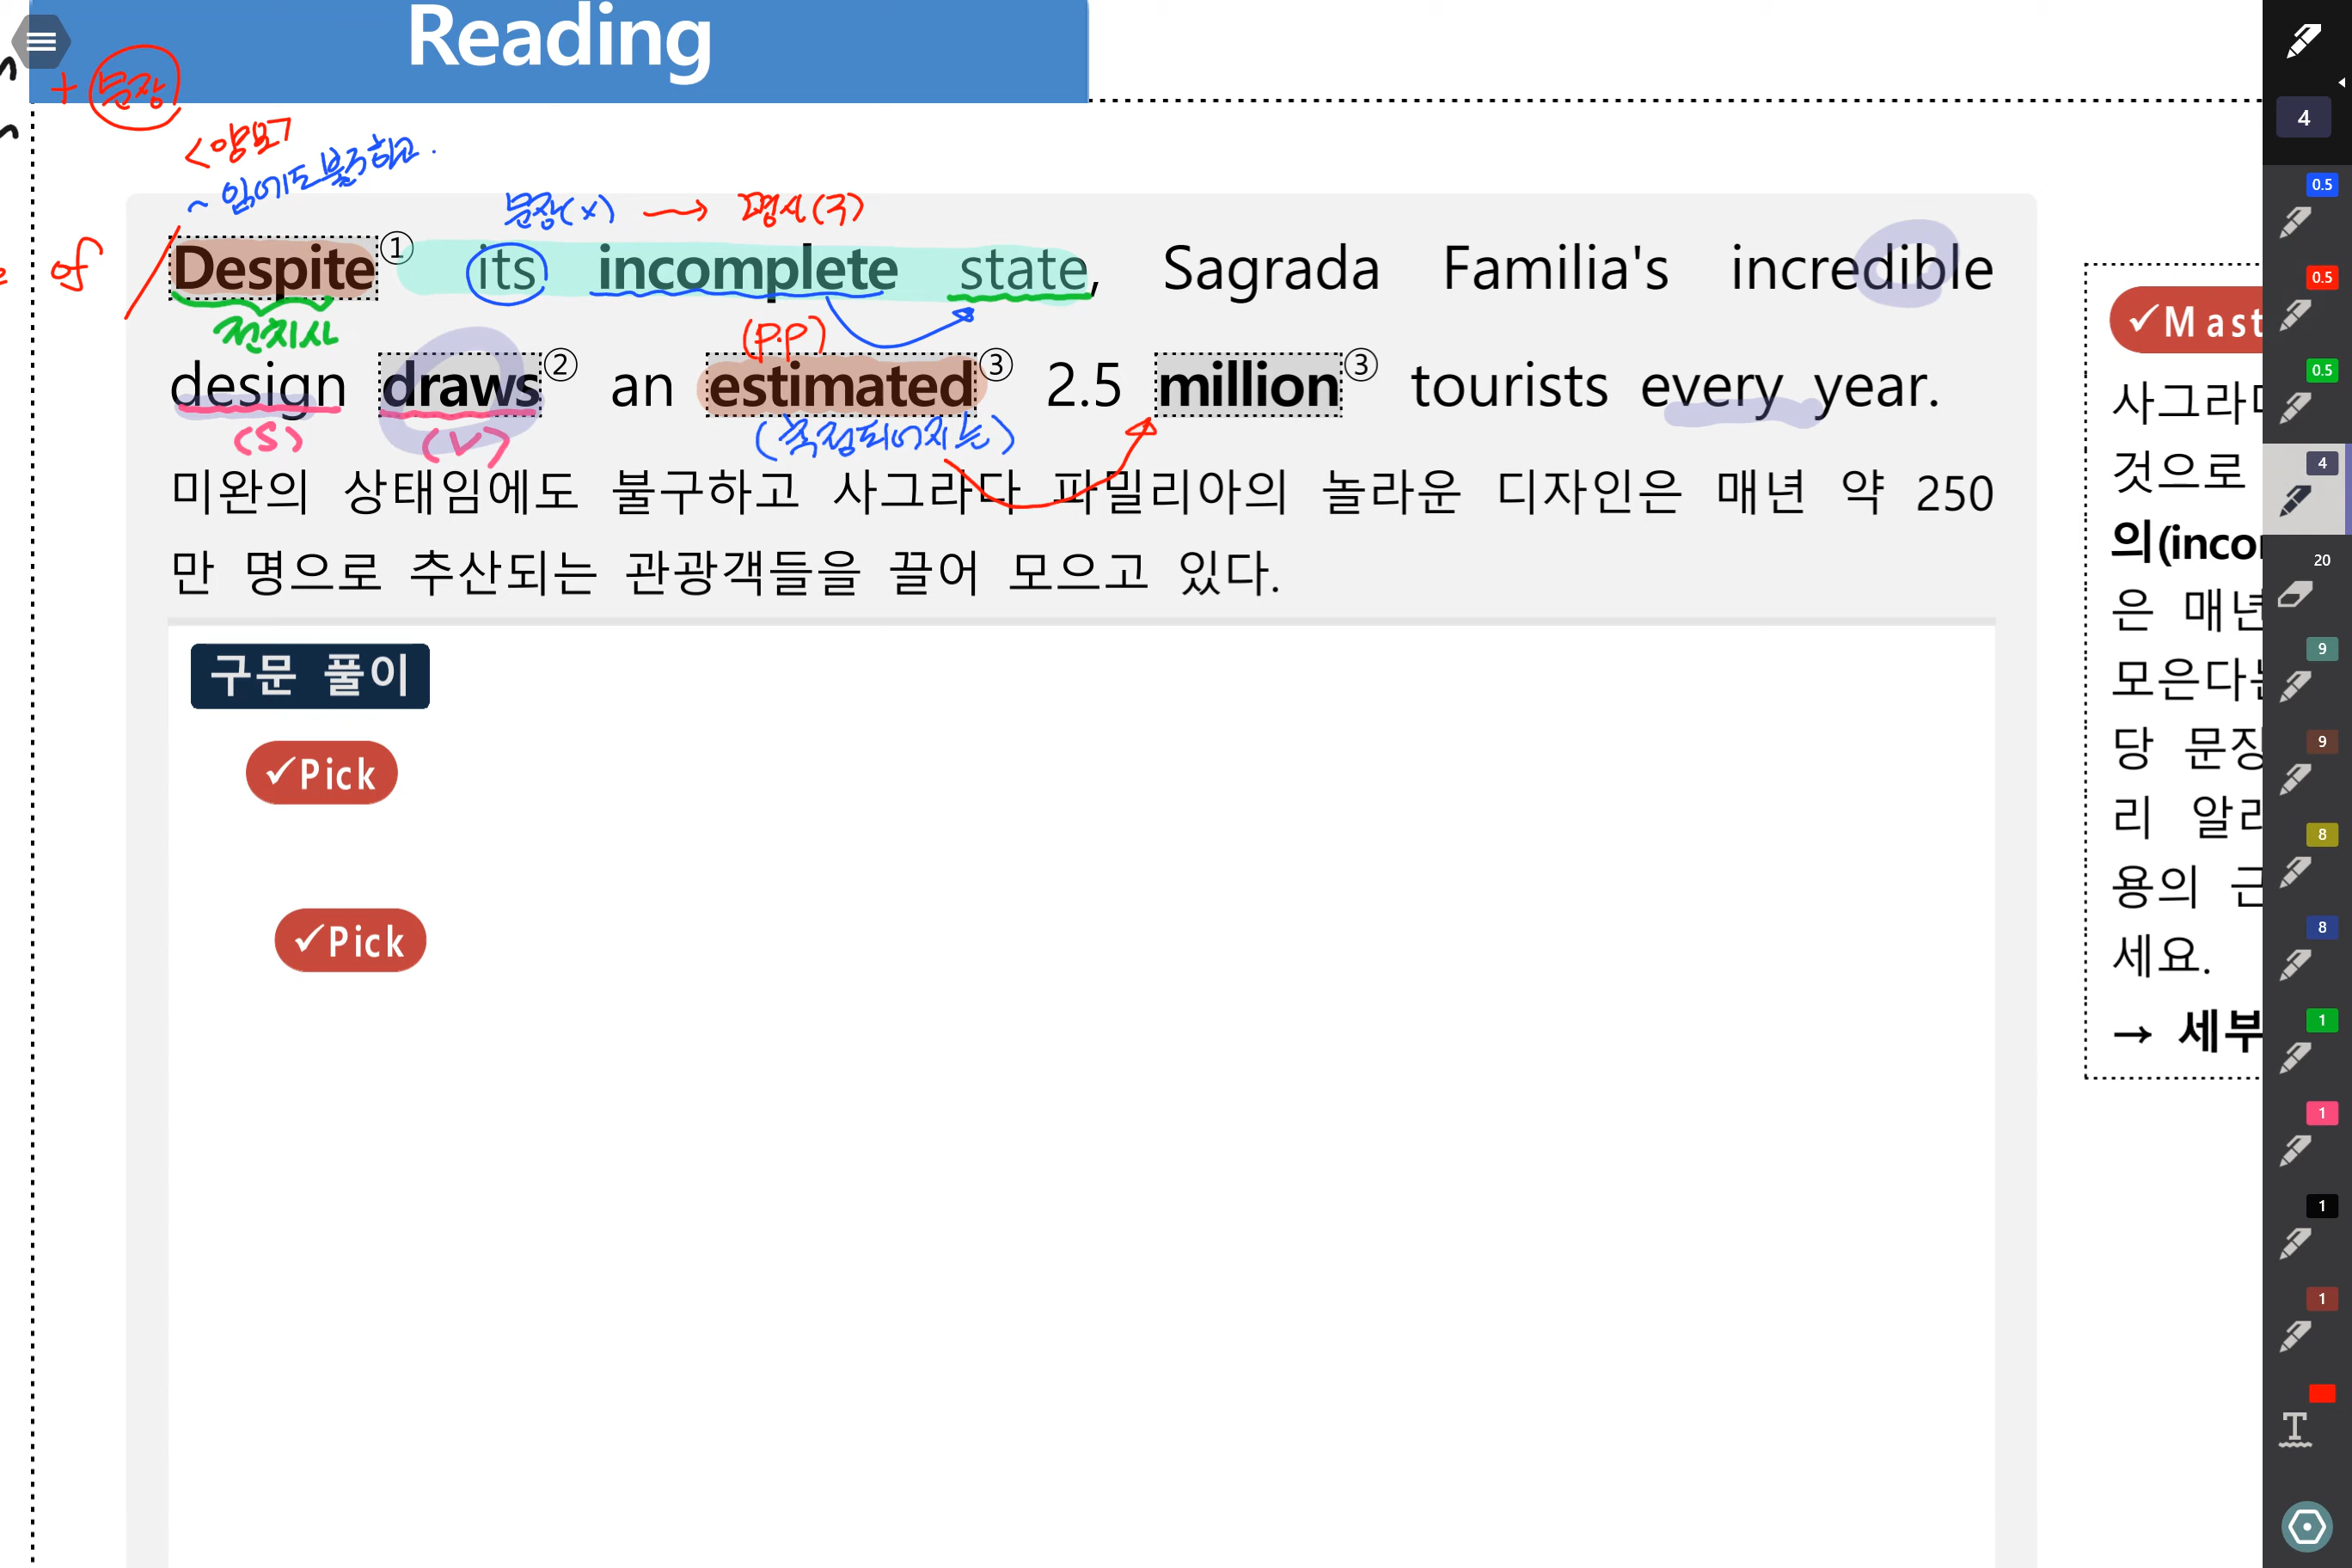 Reading
+ 문장
<양보>
~임에도불구하고.
문장(x) → 명사(구)
of
Despite① its incomplete state, Sagrada Familia's incredible
전치사
(p.p)
design draws② an estimated③ 2.5 million③ tourists every year.
(S) (V) (측정되어지는)
미완의 상태임에도 불구하고 사그라다 파밀리아의 놀라운 디자인은 매년 약 250
만 명으로 추산되는 관광객들을 끌어 모으고 있다.
구문 풀이
✓Pick
✓Pick
✓Mast
사그라
것으로
의(inco
은 매년
모은다
당 문장
리 알
용의 근
세요.
→ 세부
4
0.5
0.5
0.5
4
20
9
9
8
8
1
1
1
1
T